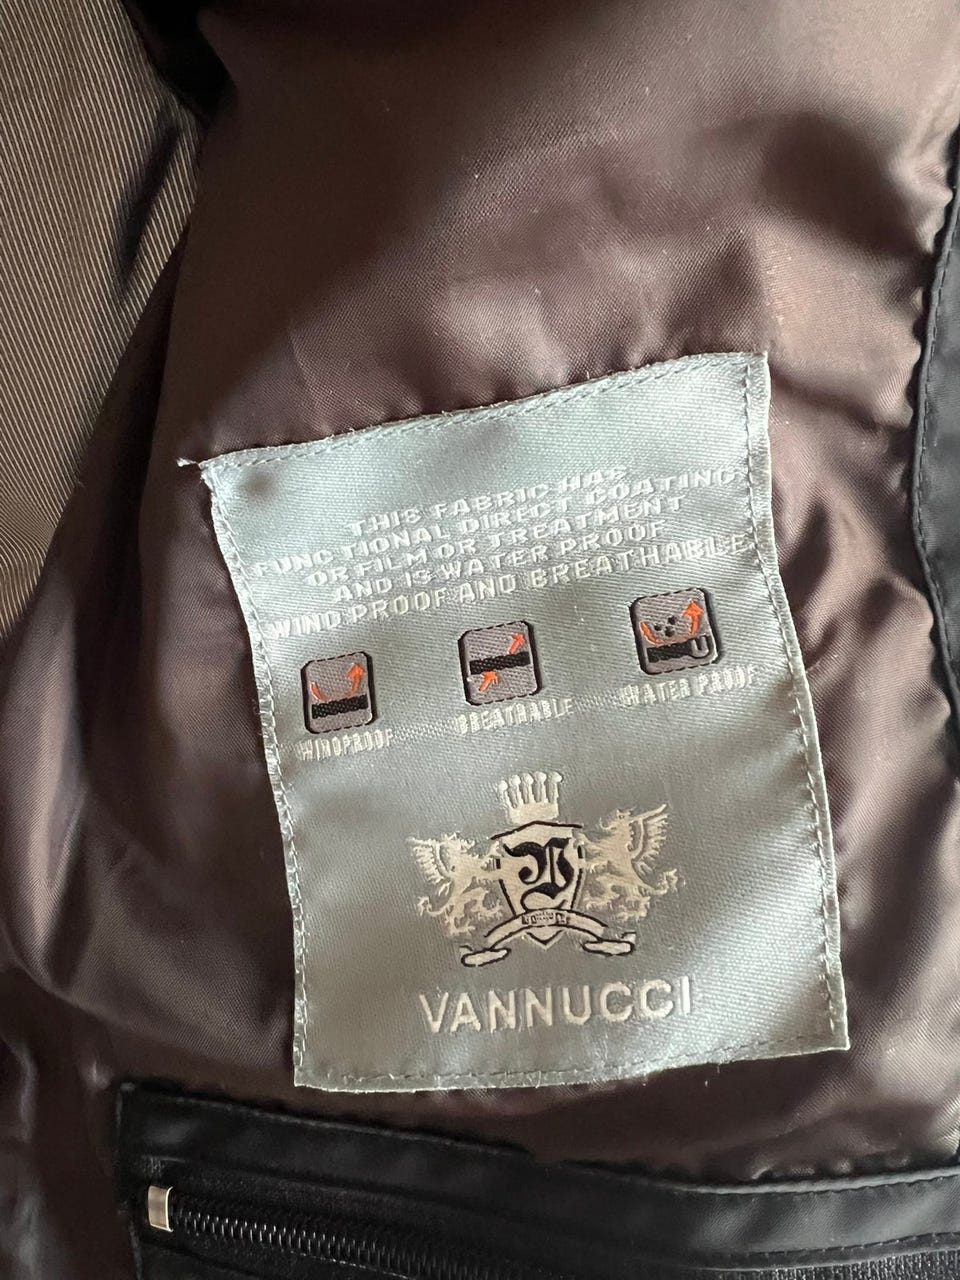 THIS FABRIC HAS
FUNCTIONAL DIRECT COATING
OR FILM OR TREATMENT
AND IS WATER PROOF
WIND PROOF AND BREATHABLE
WINDPROOF BREATHABLE WATER PROOF
V
VANNUCCI